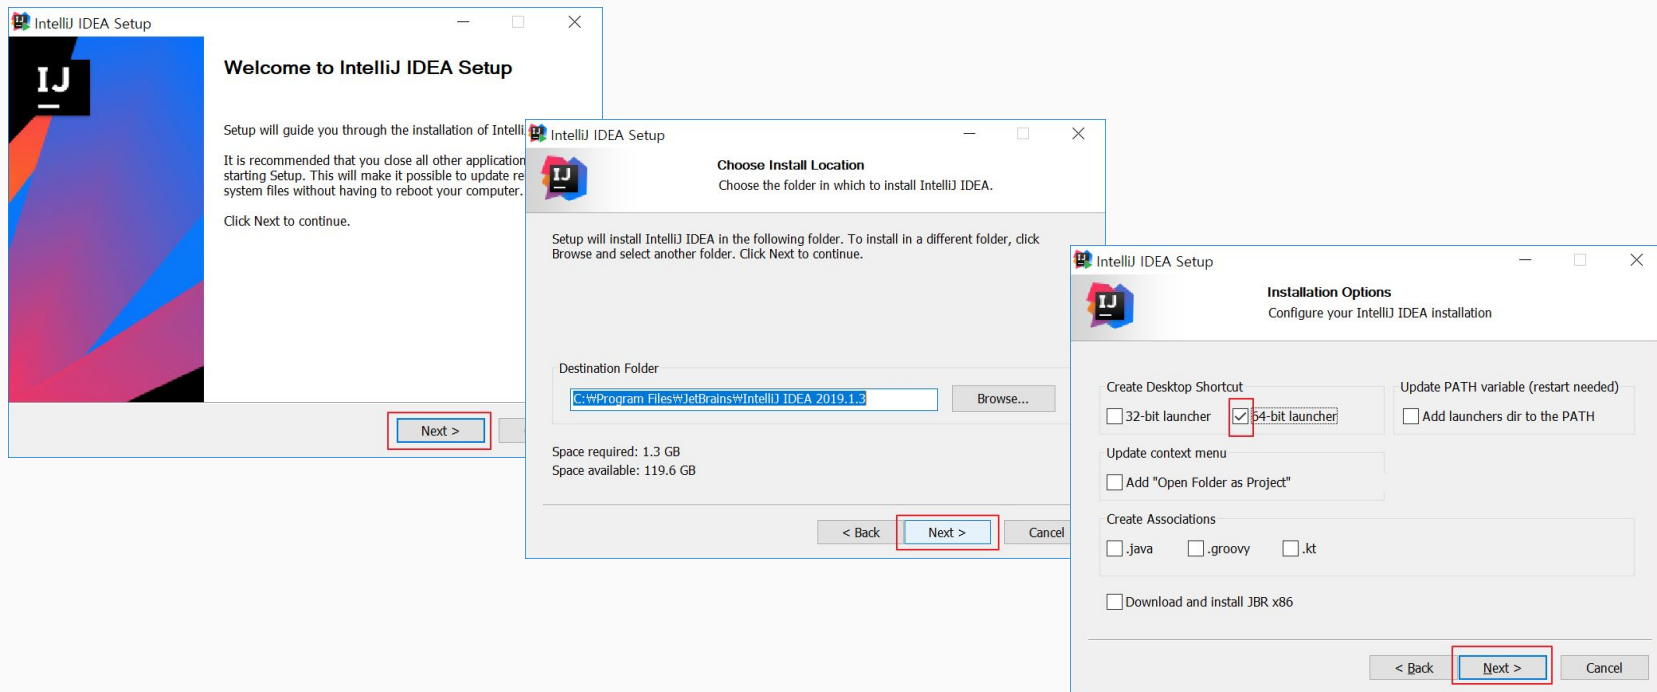 IntelliJ IDEA Setup
IJ
Welcome to IntelliJ IDEA Setup
Setup will guide you through the installation of
It is recommended that you close all other
starting Setup. This will make it possible to update
system files without having to reboot your computer.
Click Next to continue.
Next >
IntelliJ IDEA Setup
IJ
Choose Install Location
Choose the folder in which to install IntelliJ IDEA.
Setup will install IntelliJ IDEA in the following folder. To install in a different folder, click
Browse and select another folder. Click Next to continue.
Destination Folder
C:₩Program Files₩JetBrains₩IntelliJ IDEA 2019.1.3
Browse...
Space required: 1.3 GB
Space available: 119.6 GB
< Back
Next >
Cancel
IntelliJ IDEA Setup
IJ
Installation Options
Configure your IntelliJ IDEA installation
Create Desktop Shortcut
Update PATH variable (restart needed)
32-bit launcher
64-bit launcher
Add launchers dir to the PATH
Update context menu
Add "Open Folder as Project"
Create Associations
.java
.groovy
.kt
Download and install JBR x86
< Back
Next >
Cancel